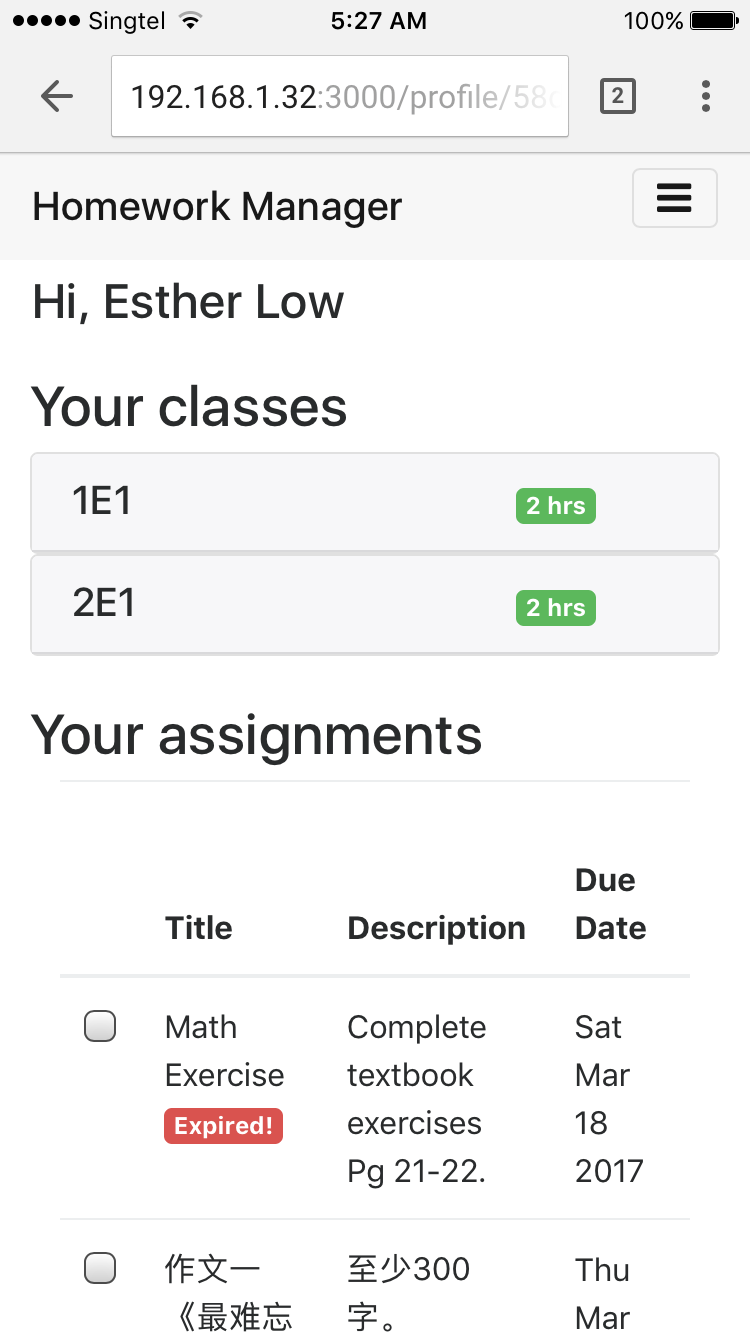 Singtel 5:27 AM 100%
192.168.1.32:3000/profile/58
2
Homework Manager
Hi, Esther Low
Your classes
1E1 2 hrs
2E1 2 hrs
Your assignments
Due
Title Description Date
Math Complete Sat
Exercise textbook Mar
Expired! exercises 18
Pg 21-22. 2017
作文一 至少300 Thu
《最难忘 字。 Mar